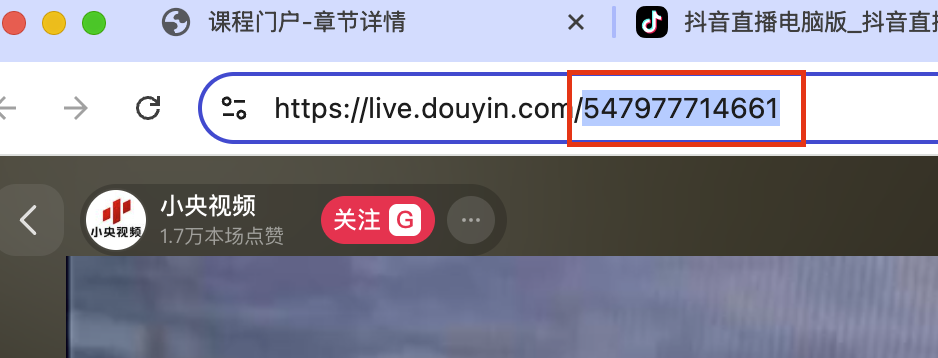 课程门户-章节详情
抖音直播电脑版_抖音直
https://live.douyin.com/547977714661
小央视频
小央视频
1.7万本场点赞
关注 G